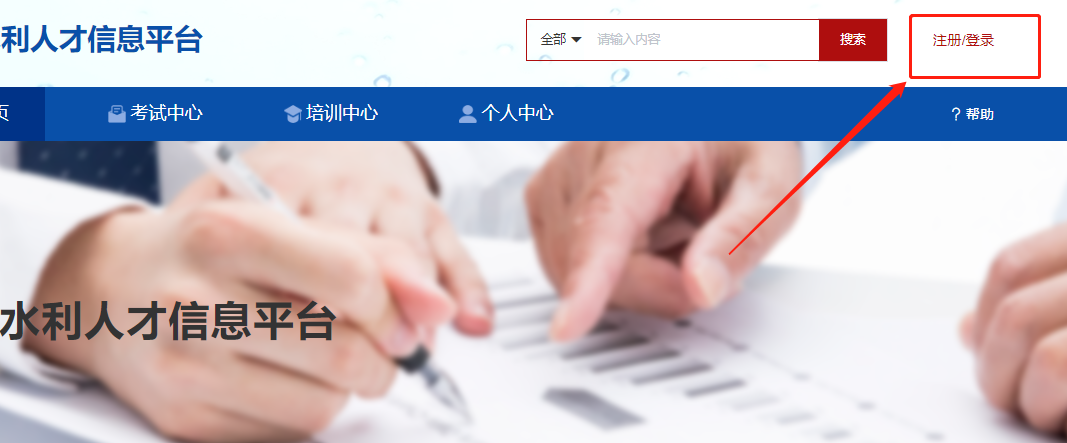 利人才信息平台
全部 请输入内容 搜索 注册/登录
页 考试中心 培训中心 个人中心 ? 帮助
水利人才信息平台